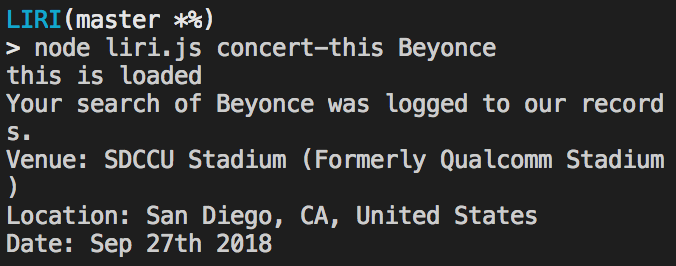 LIRI(master *%)
> node liri.js concert-this Beyonce
this is loaded
Your search of Beyonce was logged to our record
s.
Venue: SDCCU Stadium (Formerly Qualcomm Stadium
)
Location: San Diego, CA, United States
Date: Sep 27th 2018